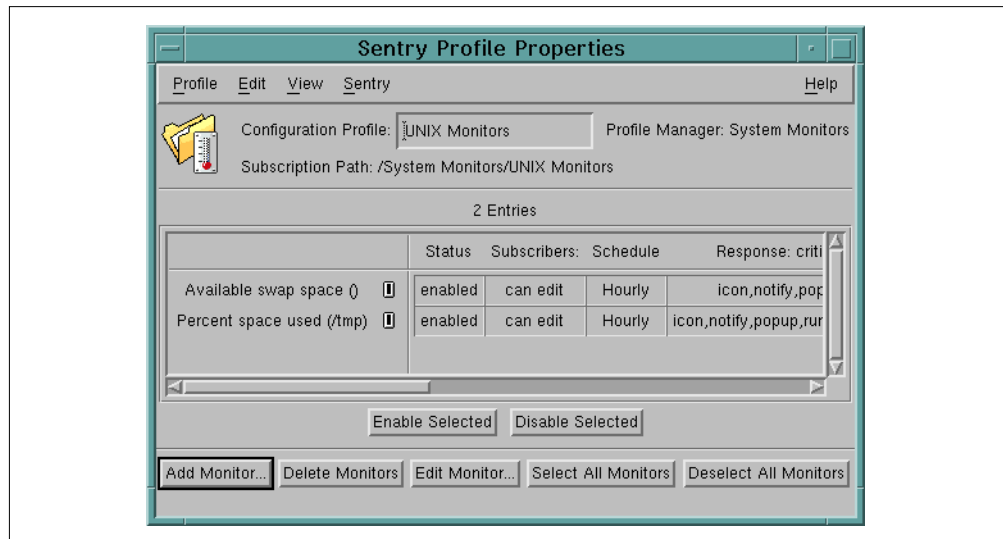 Sentry Profile Properties
Profile Edit View Sentry Help
Configuration Profile: UNIX Monitors Profile Manager: System Monitors
Subscription Path: /System Monitors/UNIX Monitors
2 Entries
Status Subscribers: Schedule Response: criti
Available swap space () enabled can edit Hourly icon,notify,pop
Percent space used (/tmp) enabled can edit Hourly icon,notify,popup,rur
Enable Selected Disable Selected
Add Monitor... Delete Monitors Edit Monitor... Select All Monitors Deselect All Monitors